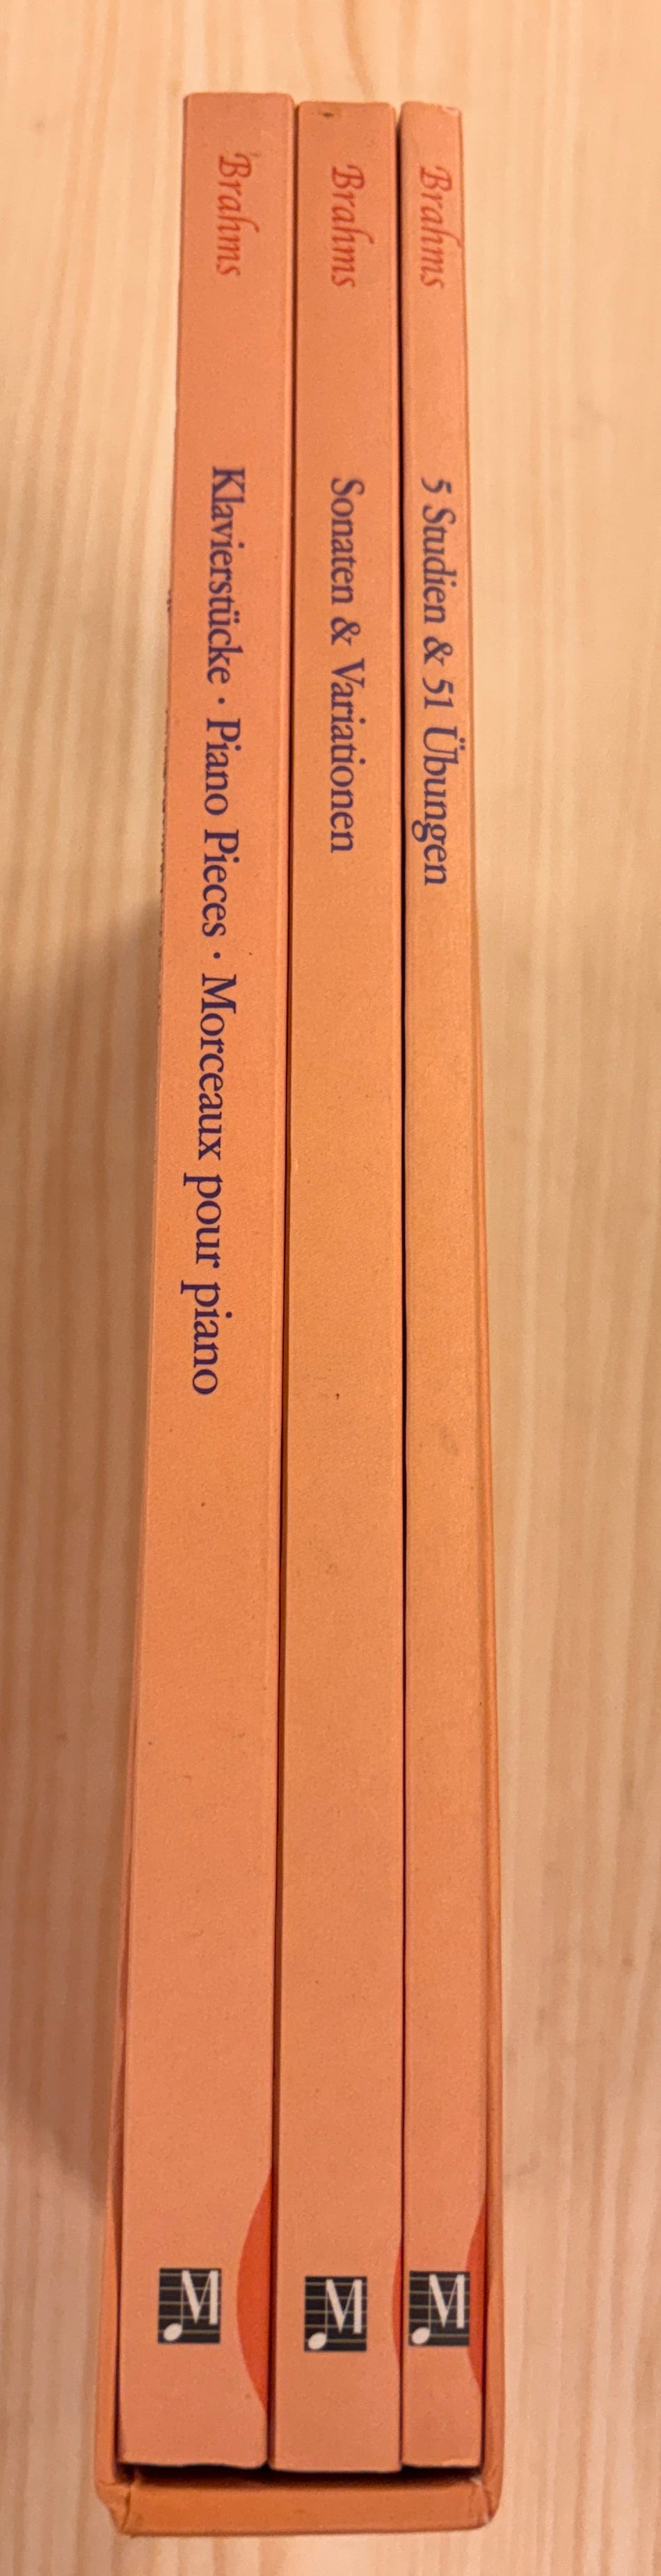 Brahms
5 Studien & 51 Übungen
M
Brahms
Sonaten & Variationen
M
Brahms
Klavierstücke · Piano Pieces · Morceaux pour piano
M